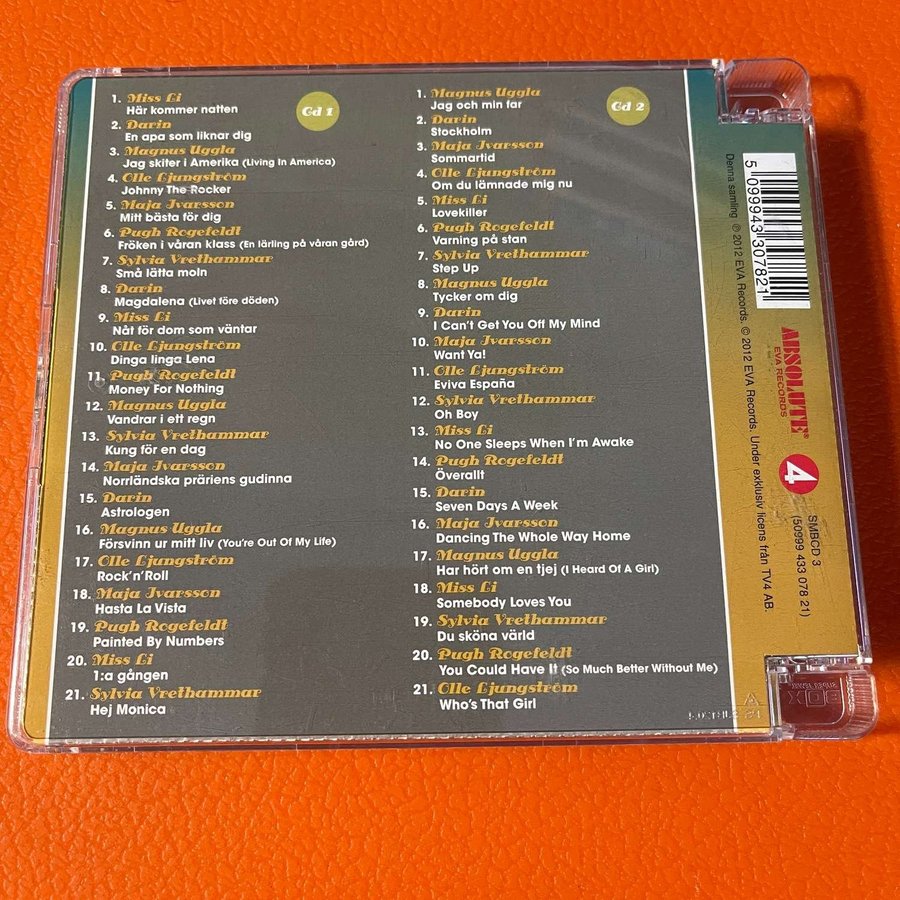 Cd 1
1. Miss Li
Här kommer natten
2. Darin
En apa som liknar dig
3. Magnus Uggla
Jag skiter i Amerika (Living In America)
4. Olle Ljungström
Johnny The Rocker
5. Maja Ivarsson
Mitt bästa för dig
6. Pugh Rogefeldt
Fröken i våran klass (En lärling på våran gård)
7. Sylvia Vrethammar
Små lätta moln
8. Darin
Magdalena (Livet före döden)
9. Miss Li
Nåt för dom som väntar
10. Olle Ljungström
Dinga linga Lena
11. Pugh Rogefeldt
Money For Nothing
12. Magnus Uggla
Vandrar i ett regn
13. Sylvia Vrethammar
Kung för en dag
14. Maja Ivarsson
Norrländska präriens gudinna
15. Darin
Astrologen
16. Magnus Uggla
Försvinn ur mitt liv (You're Out Of My Life)
17. Olle Ljungström
Rock'n'Roll
18. Maja Ivarsson
Hasta La Vista
19. Pugh Rogefeldt
Painted By Numbers
20. Miss Li
1:a gången
21. Sylvia Vrethammar
Hej Monica
Cd 2
1. Magnus Uggla
Jag och min far
2. Darin
Stockholm
3. Maja Ivarsson
Sommartid
4. Olle Ljungström
Om du lämnade mig nu
5. Miss Li
Lovekiller
6. Pugh Rogefeldt
Varning på stan
7. Sylvia Vrethammar
Step Up
8. Magnus Uggla
Tycker om dig
9. Darin
I Can't Get You Off My Mind
10. Maja Ivarsson
Want Ya!
11. Olle Ljungström
Eviva España
12. Sylvia Vrethammar
Oh Boy
13. Miss Li
No One Sleeps When I'm Awake
14. Pugh Rogefeldt
Överallt
15. Darin
Seven Days A Week
16. Maja Ivarsson
Dancing The Whole Way Home
17. Magnus Uggla
Har hört om en tjej (I Heard Of A Girl)
18. Miss Li
Somebody Loves You
19. Sylvia Vrethammar
Du sköna värld
20. Pugh Rogefeldt
You Could Have It (So Much Better Without Me)
21. Olle Ljungström
Who's That Girl
5 099943 307821
ABSOLUTE®
EVA RECORDS
4
SMBCD 3
(50999 433 078 21)
Denna samling ℗ 2012 EVA Records. © 2012 EVA Records. Under exklusiv licens från TV4 AB.